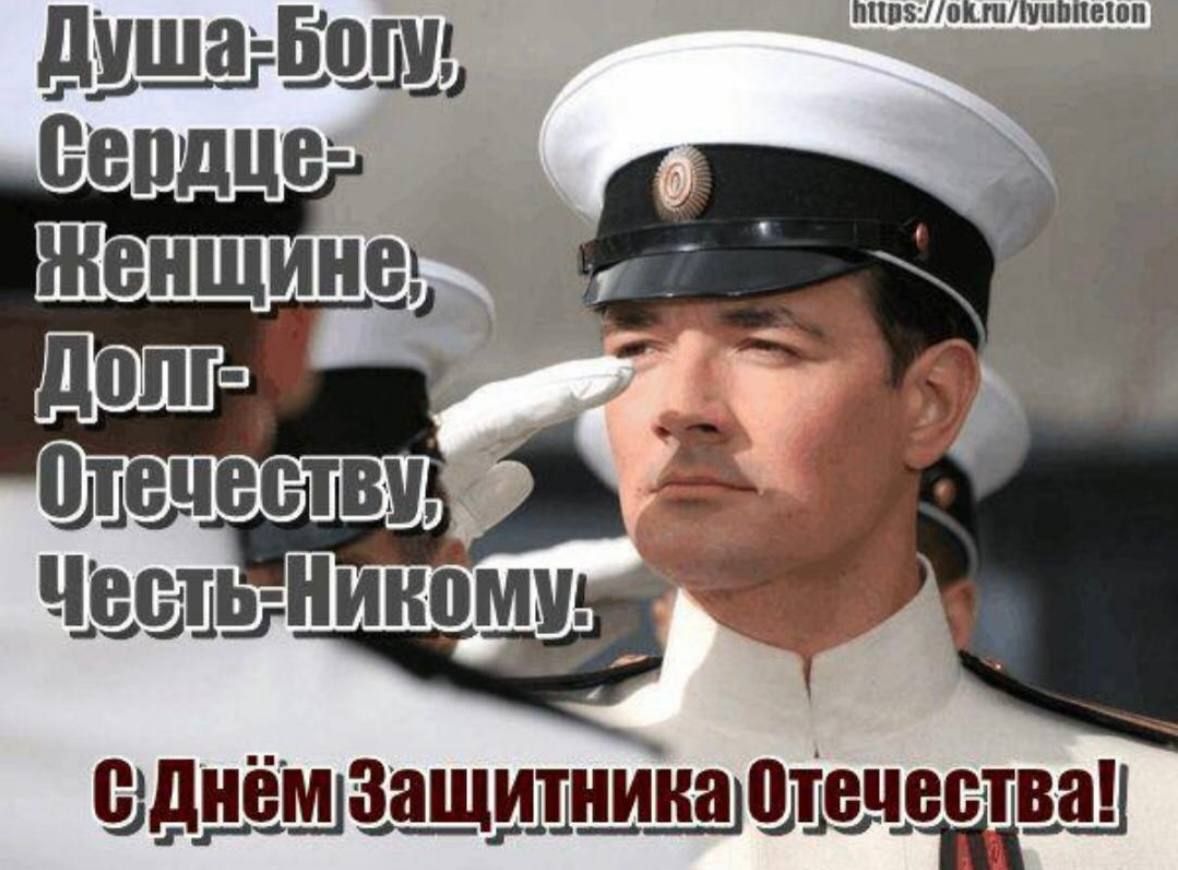 https://ok.ru/lyubiteton
Душа-Богу,
Сердце-
Женщине,
Долг-
Отечеству,
Честь-Никому.
С Днём Защитника Отечества!